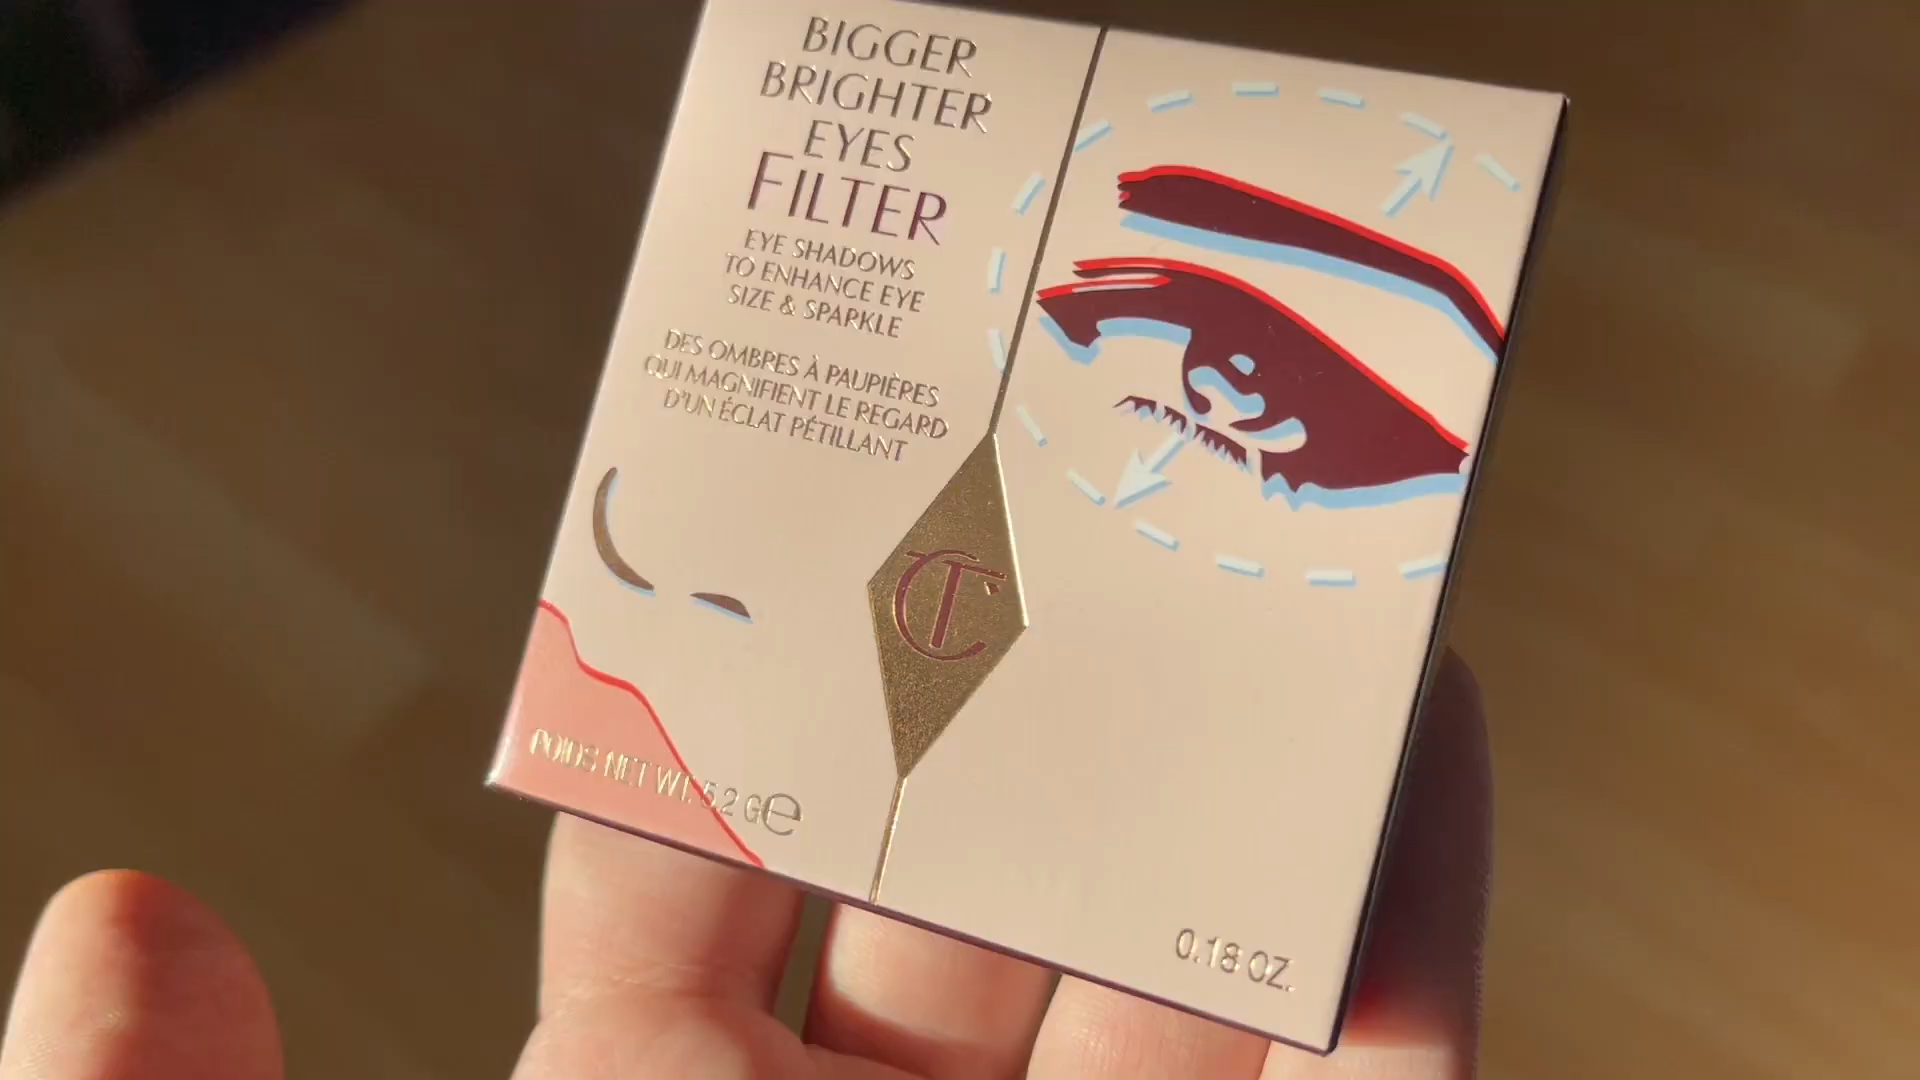 BIGGER
BRIGHTER
EYES
FILTER
EYE SHADOWS
TO ENHANCE EYE
SIZE & SPARKLE
DES OMBRES À PAUPIÈRES
QUI MAGNIFIENT LE REGARD
D'UN ÉCLAT PÉTILLANT
CT
POIDS NET WT. 5.2 G℮
0.18 OZ.